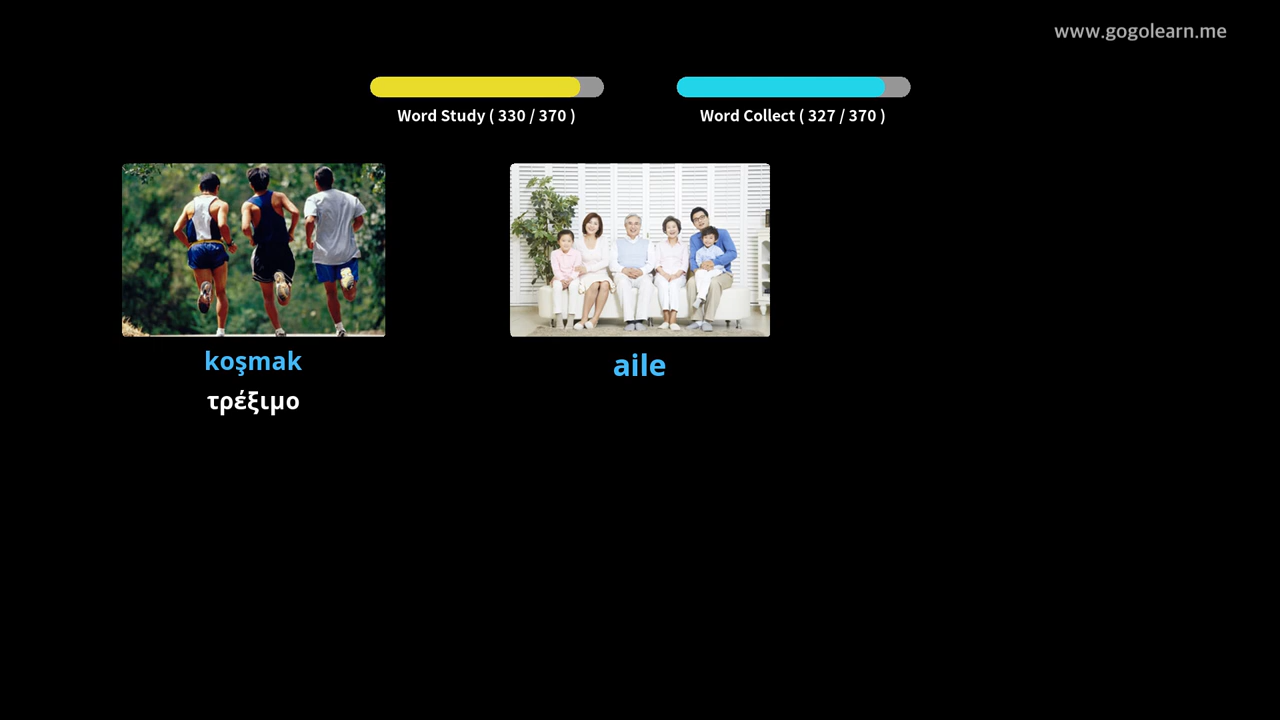 www.gogolearn.me
Word Study ( 330 / 370 )
Word Collect ( 327 / 370 )
koşmak
τρέξιμο
aile